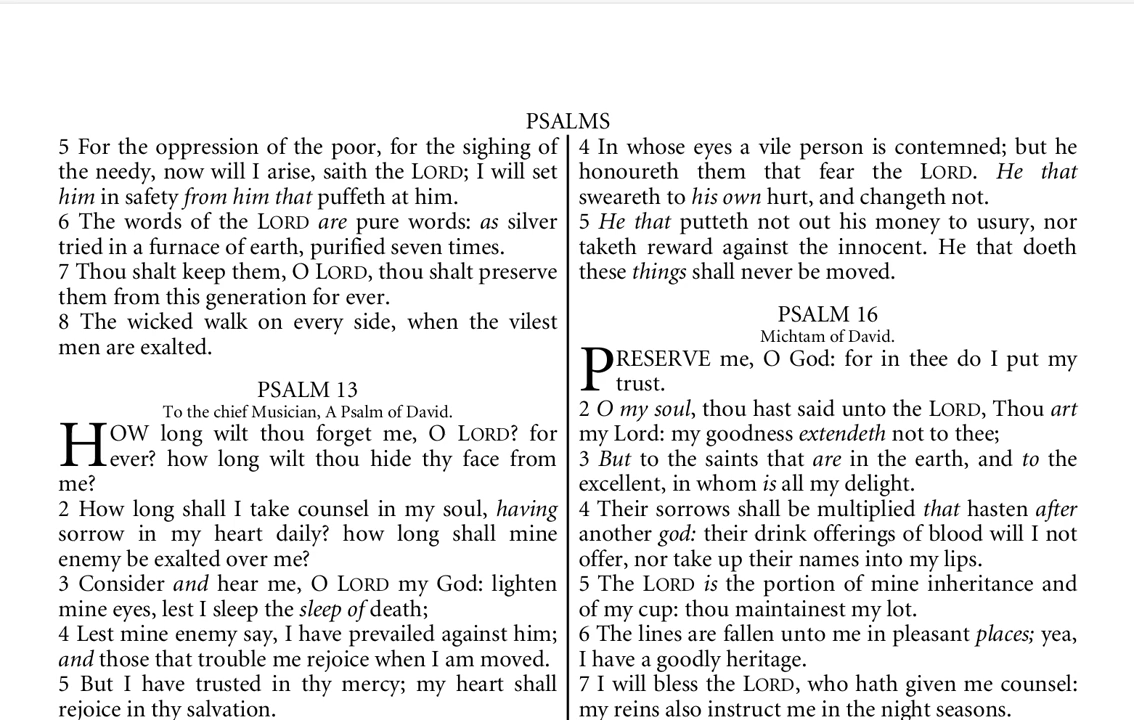 PSALMS
5 For the oppression of the poor, for the sighing of
the needy, now will I arise, saith the LORD; I will set
him in safety from him that puffeth at him.
6 The words of the LORD are pure words: as silver
tried in a furnace of earth, purified seven times.
7 Thou shalt keep them, O LORD, thou shalt preserve
them from this generation for ever.
8 The wicked walk on every side, when the vilest
men are exalted.
PSALM 13
To the chief Musician, A Psalm of David.
HOW long wilt thou forget me, O LORD? for
ever? how long wilt thou hide thy face from
me?
2 How long shall I take counsel in my soul, having
sorrow in my heart daily? how long shall mine
enemy be exalted over me?
3 Consider and hear me, O LORD my God: lighten
mine eyes, lest I sleep the sleep of death;
4 Lest mine enemy say, I have prevailed against him;
and those that trouble me rejoice when I am moved.
5 But I have trusted in thy mercy; my heart shall
rejoice in thy salvation.
4 In whose eyes a vile person is contemned; but he
honoureth them that fear the LORD. He that
sweareth to his own hurt, and changeth not.
5 He that putteth not out his money to usury, nor
taketh reward against the innocent. He that doeth
these things shall never be moved.
PSALM 16
Michtam of David.
PRESERVE me, O God: for in thee do I put my
trust.
2 O my soul, thou hast said unto the LORD, Thou art
my Lord: my goodness extendeth not to thee;
3 But to the saints that are in the earth, and to the
excellent, in whom is all my delight.
4 Their sorrows shall be multiplied that hasten after
another god: their drink offerings of blood will I not
offer, nor take up their names into my lips.
5 The LORD is the portion of mine inheritance and
of my cup: thou maintainest my lot.
6 The lines are fallen unto me in pleasant places; yea,
I have a goodly heritage.
7 I will bless the LORD, who hath given me counsel:
my reins also instruct me in the night seasons.